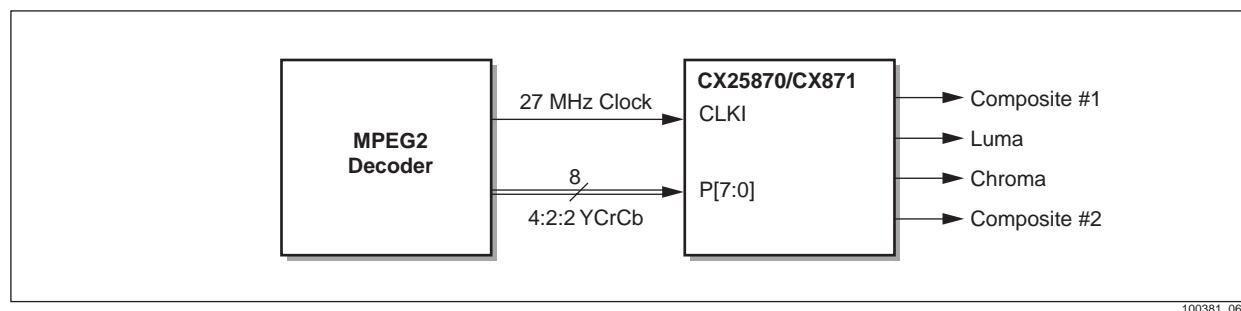 MPEG2
Decoder
27 MHz Clock
8
4:2:2 YCrCb
CX25870/CX871
CLKI
P[7:0]
Composite #1
Luma
Chroma
Composite #2
100381_06